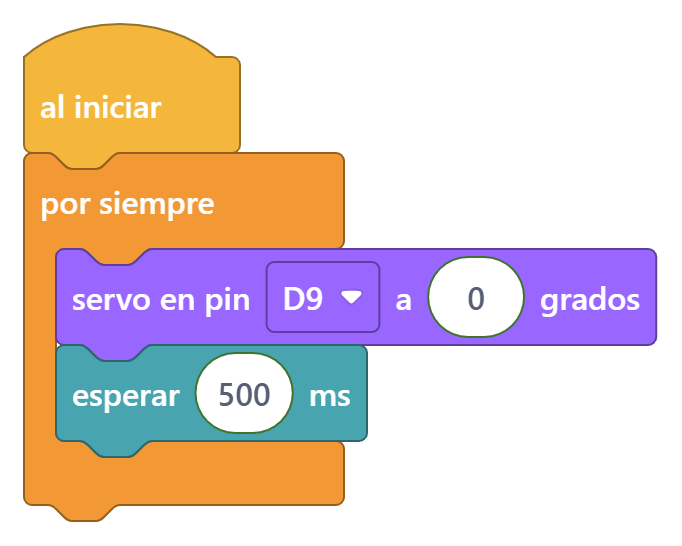 al iniciar
por siempre
servo en pin D9 a 0 grados
esperar 500 ms